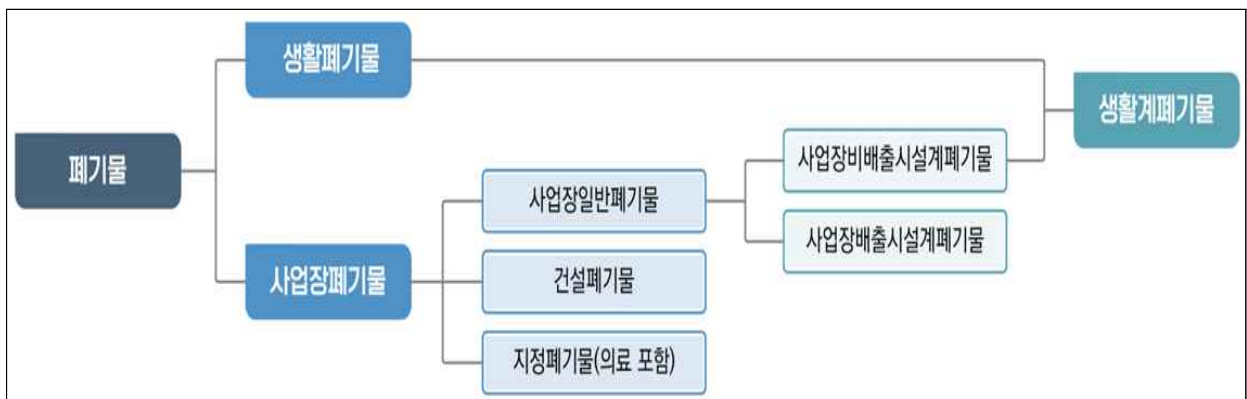 생활폐기물
생활계폐기물
사업장비배출시설계폐기물
폐기물
사업장일반폐기물
사업장배출시설계폐기물
사업장폐기물
건설폐기물
지정폐기물(의료 포함)